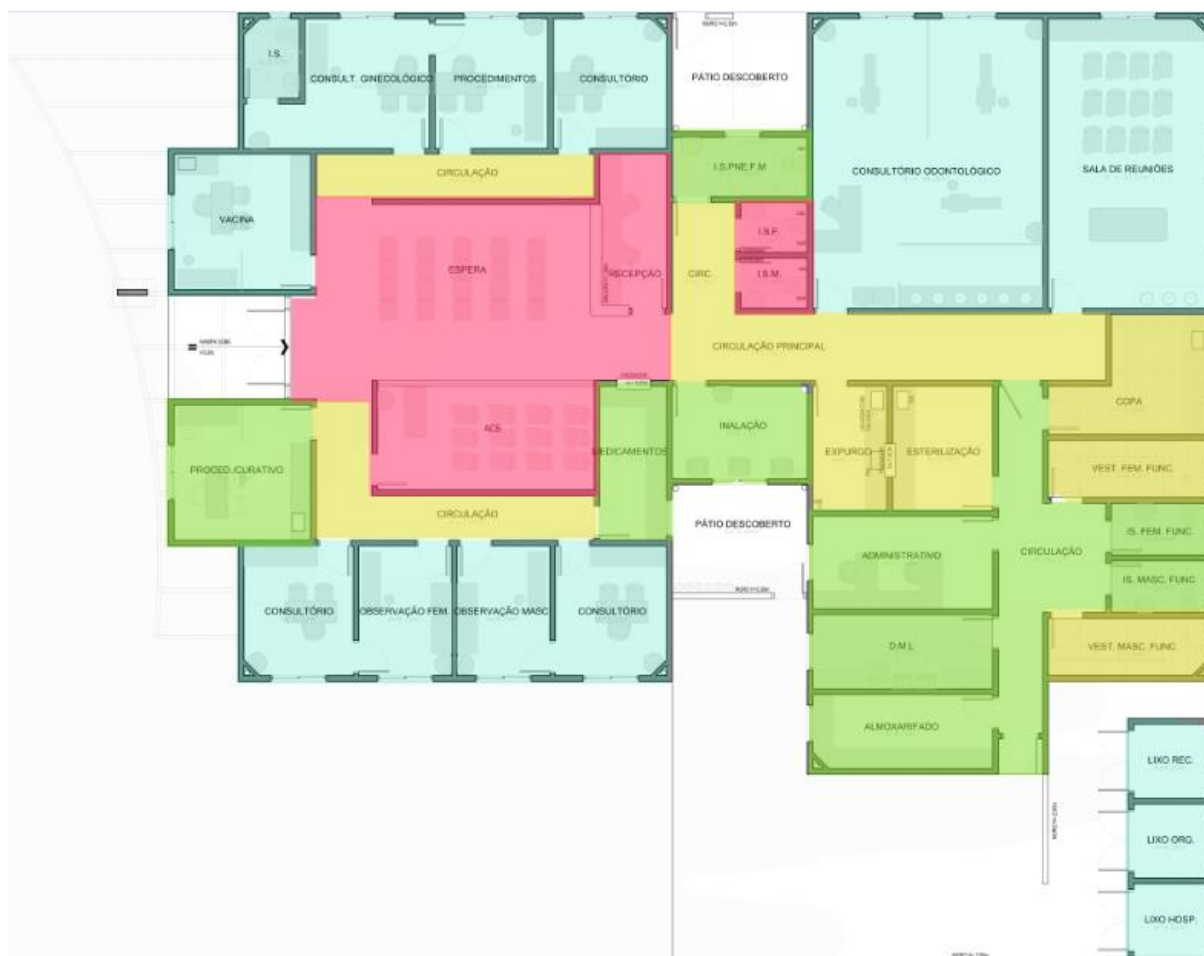 I.S.
CONSULT. GINECOLÓGICO
PROCEDIMENTOS
CONSULTÓRIO
PÁTIO DESCOBERTO
I.S.PNE.F.M
CONSULTÓRIO ODONTOLÓGICO
SALA DE REUNIÕES
CIRCULAÇÃO
VACINA
ESPERA
RECEPÇÃO
CIRC.
I.S.F.
I.S.M.
CIRCULAÇÃO PRINCIPAL
COPA
ACS
MEDICAMENTOS
INALAÇÃO
EXPURGO
ESTERILIZAÇÃO
PROCED./CURATIVO
VEST. FEM. FUNC.
CIRCULAÇÃO
PÁTIO DESCOBERTO
IS. FEM. FUNC.
ADMINISTRATIVO
CIRCULAÇÃO
IS. MASC. FUNC.
CONSULTÓRIO
OBSERVAÇÃO FEM.
OBSERVAÇÃO MASC
CONSULTÓRIO
D.M.L
VEST. MASC. FUNC.
ALMOXARIFADO
LIXO REC.
LIXO ORG.
LIXO HOSP.